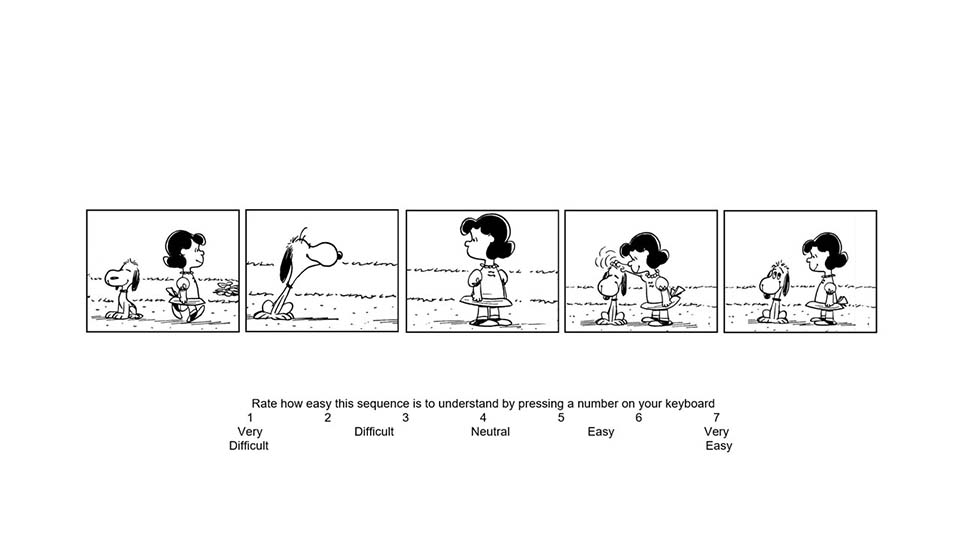 Rate how easy this sequence is to understand by pressing a number on your keyboard
1 2 3 4 5 6 7
Very Difficult Neutral Easy Very
Difficult Easy